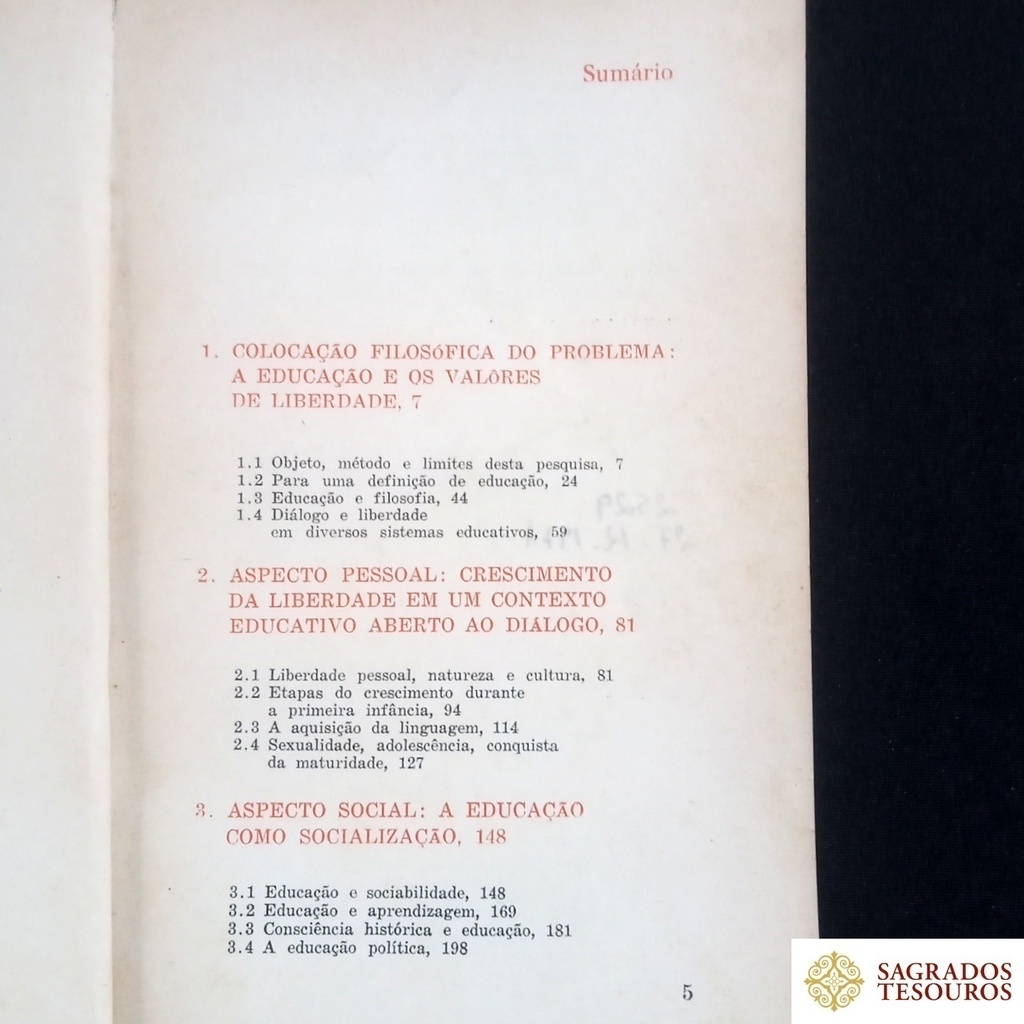 Sumário
1. COLOCAÇÃO FILOSÓFICA DO PROBLEMA:
A EDUCAÇÃO E OS VALÔRES
DE LIBERDADE, 7
1.1 Objeto, método e limites desta pesquisa, 7
1.2 Para uma definição de educação, 24
1.3 Educação e filosofia, 44
1.4 Diálogo e liberdade
em diversos sistemas educativos, 59
2. ASPECTO PESSOAL: CRESCIMENTO
DA LIBERDADE EM UM CONTEXTO
EDUCATIVO ABERTO AO DIÁLOGO, 81
2.1 Liberdade pessoal, natureza e cultura, 81
2.2 Etapas do crescimento durante
a primeira infância, 94
2.3 A aquisição da linguagem, 114
2.4 Sexualidade, adolescência, conquista
da maturidade, 127
3. ASPECTO SOCIAL: A EDUCAÇÃO
COMO SOCIALIZAÇÃO, 148
3.1 Educação e sociabilidade, 148
3.2 Educação e aprendizagem, 169
3.3 Consciência histórica e educação, 181
3.4 A educação política, 198
5
SAGRADOS
TESOUROS